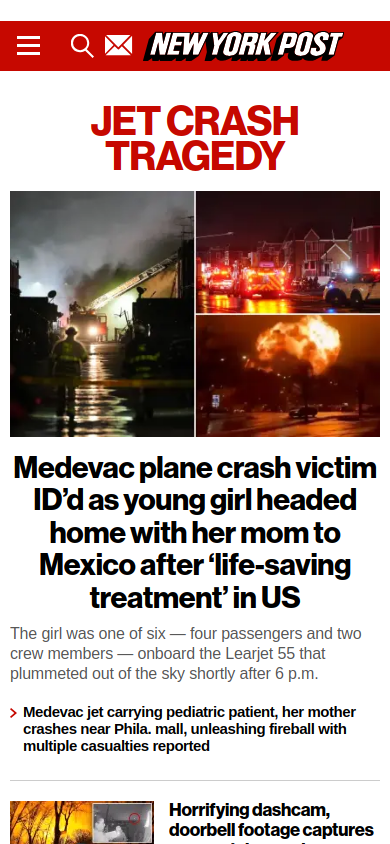 NEW YORK POST
JET CRASH
TRAGEDY
Medevac plane crash victim
ID’d as young girl headed
home with her mom to
Mexico after ‘life-saving
treatment’ in US
The girl was one of six — four passengers and two
crew members — onboard the Learjet 55 that
plummeted out of the sky shortly after 6 p.m.
Medevac jet carrying pediatric patient, her mother
crashes near Phila. mall, unleashing fireball with
multiple casualties reported
Horrifying dashcam,
doorbell footage captures